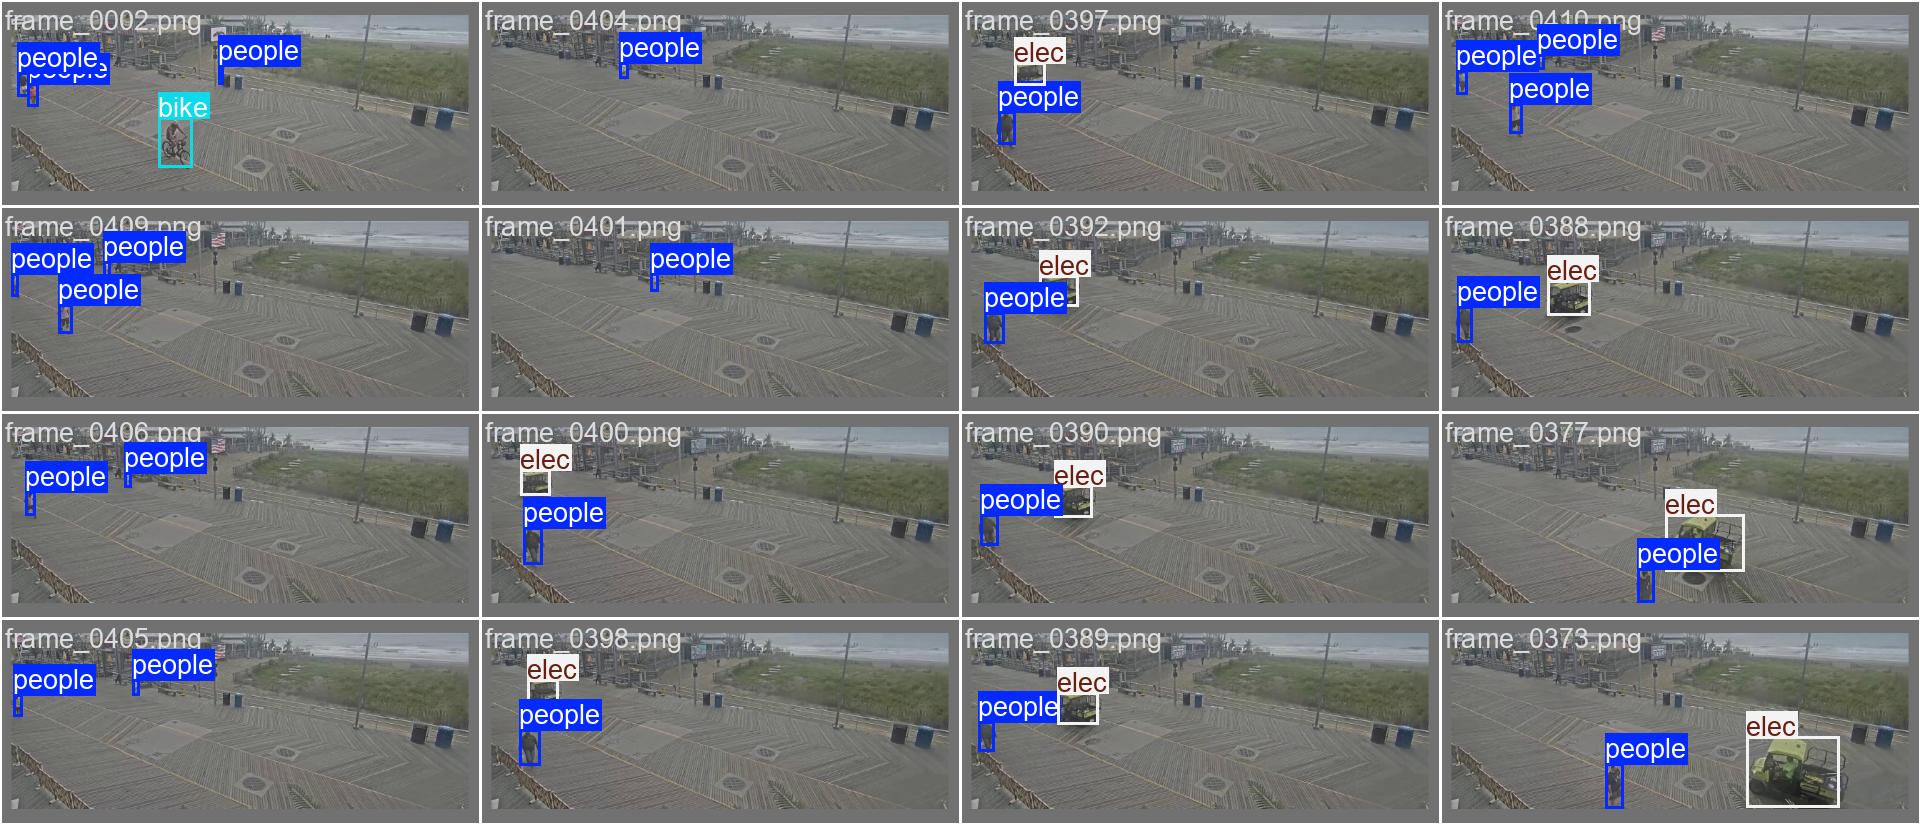 frame_0002.png
people
people
people
bike
frame_0404.png
people
frame_0397.png
elec
people
frame_0410.png
people
people
people
frame_0409.png
people
people
people
frame_0401.png
people
frame_0392.png
elec
people
frame_0388.png
elec
people
frame_0406.png
people
people
frame_0400.png
elec
people
frame_0390.png
elec
people
frame_0377.png
elec
people
frame_0405.png
people
people
frame_0398.png
elec
people
frame_0389.png
elec
people
frame_0373.png
elec
people